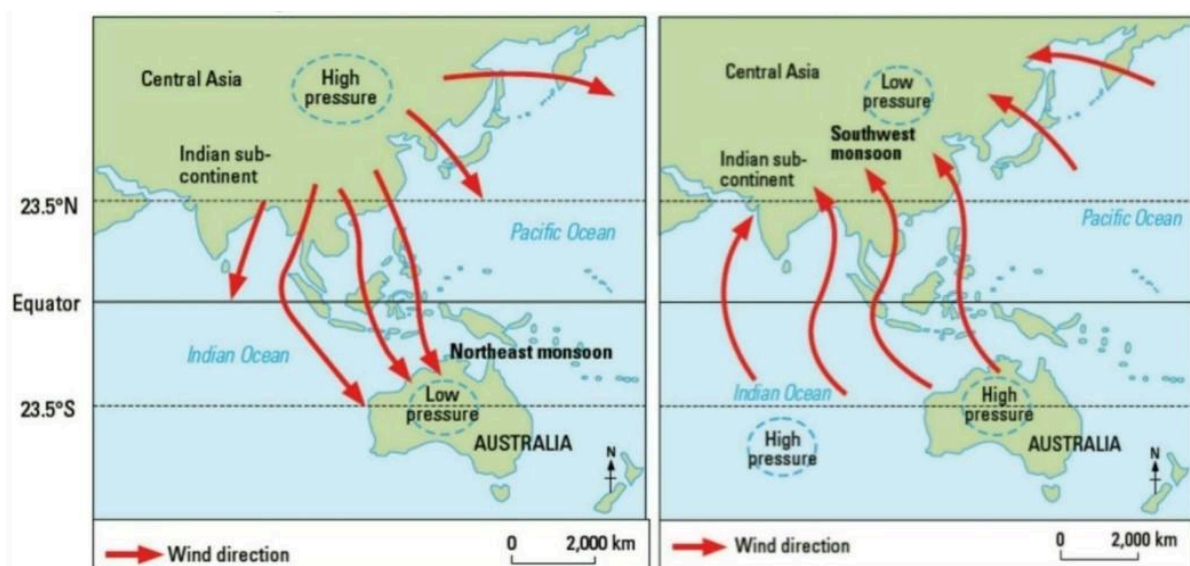 Central Asia
High
pressure
Indian sub-
continent
23.5°N
Pacific Ocean
Equator
Indian Ocean
Northeast monsoon
Low
pressure
23.5°S
AUSTRALIA
N
Wind direction
0 2,000 km
Central Asia
Low
pressure
Southwest
monsoon
Indian sub-
continent
Pacific Ocean
Indian Ocean
High
pressure
High
pressure
AUSTRALIA
N
Wind direction
0 2,000 km